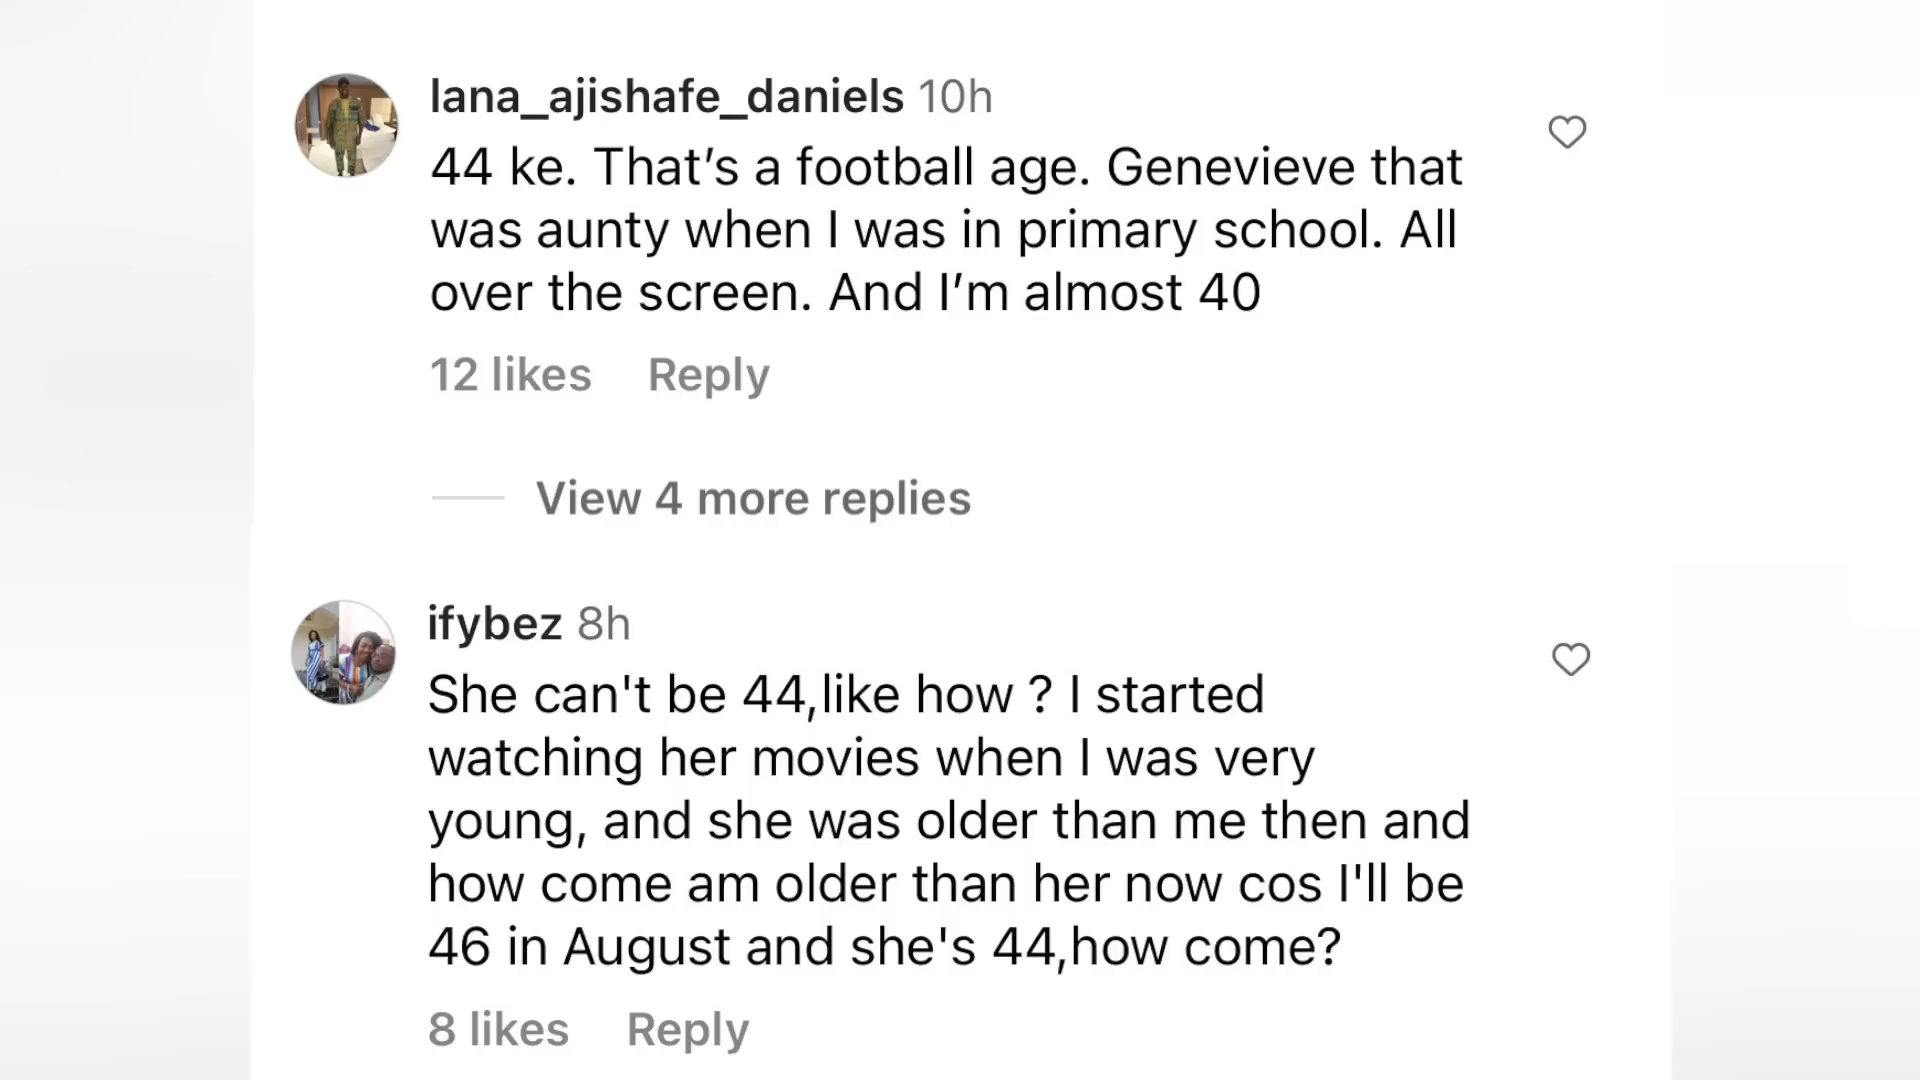 lana_ajishafe_daniels 10h
44 ke. That’s a football age. Genevieve that
was aunty when I was in primary school. All
over the screen. And I’m almost 40
12 likes Reply
View 4 more replies
ifybez 8h
She can't be 44,like how ? I started
watching her movies when I was very
young, and she was older than me then and
how come am older than her now cos I'll be
46 in August and she's 44,how come?
8 likes Reply